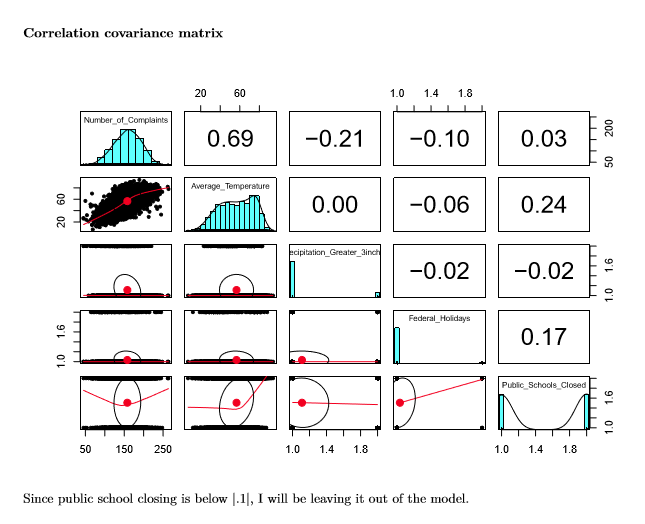 Correlation covariance matrix
20 60
1.0 1.4 1.8
Number_of_Complaints 0.69 −0.21 −0.10 0.03
50 200
20 60
Average_Temperature 0.00 −0.06 0.24
ecipitation_Greater_3inch −0.02 −0.02
1.0 1.6
1.0 1.6
Federal_Holidays 0.17
Public_Schools_Closed
1.0 1.6
50 150 250
1.0 1.4 1.8
1.0 1.4 1.8
Since public school closing is below |.1|, I will be leaving it out of the model.